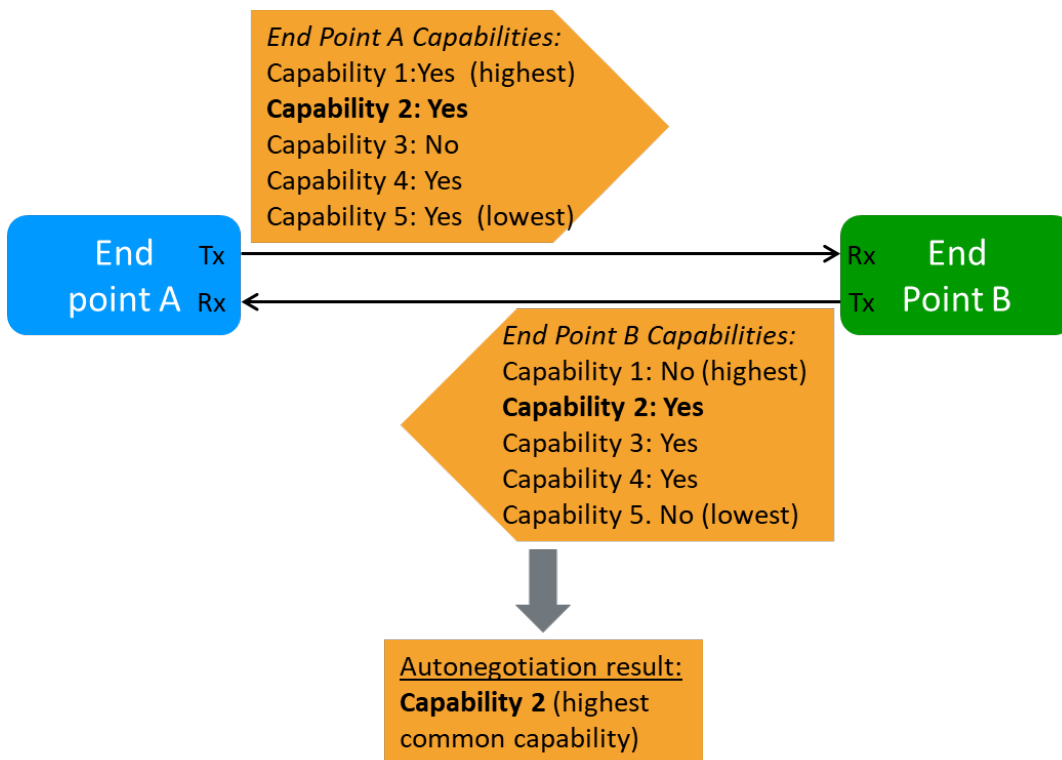 End Point A Capabilities:
Capability 1:Yes  (highest)
Capability 2: Yes
Capability 3: No
Capability 4: Yes
Capability 5: Yes  (lowest)
End
point A
Tx
Rx
Rx
Tx
End
Point B
End Point B Capabilities:
Capability 1: No (highest)
Capability 2: Yes
Capability 3: Yes
Capability 4: Yes
Capability 5. No (lowest)
Autonegotiation result:
Capability 2 (highest
common capability)